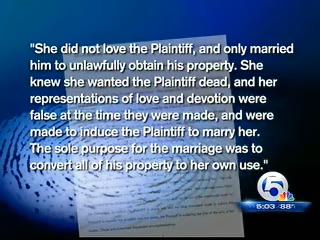 "She did not love the Plaintiff, and only married
him to unlawfully obtain his property. She
knew she wanted the Plaintiff dead, and her
representations of love and devotion were
false at the time they were made, and were
made to induce the Plaintiff to marry her.
The sole purpose for the marriage was to
convert all of his property to her own use."
5
5:03 88°